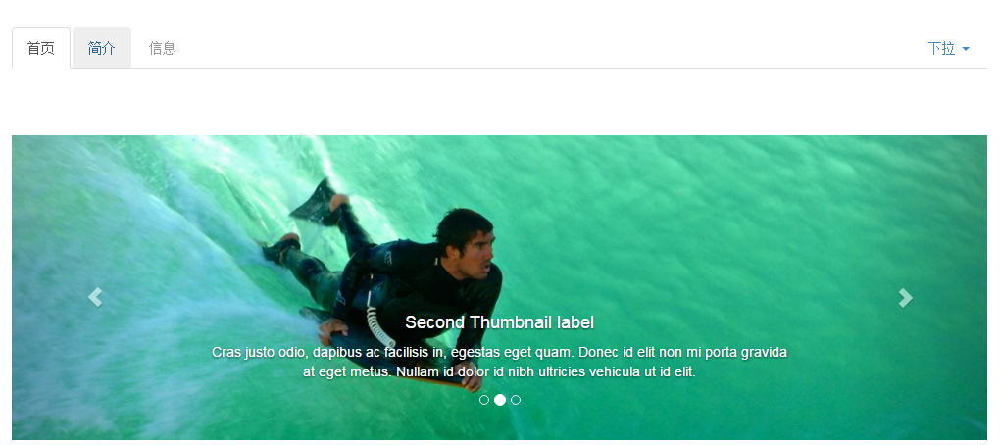 首页
简介
信息
下拉
Second Thumbnail label
Cras justo odio, dapibus ac facilisis in, egestas eget quam. Donec id elit non mi porta gravida
at eget metus. Nullam id dolor id nibh ultricies vehicula ut id elit.